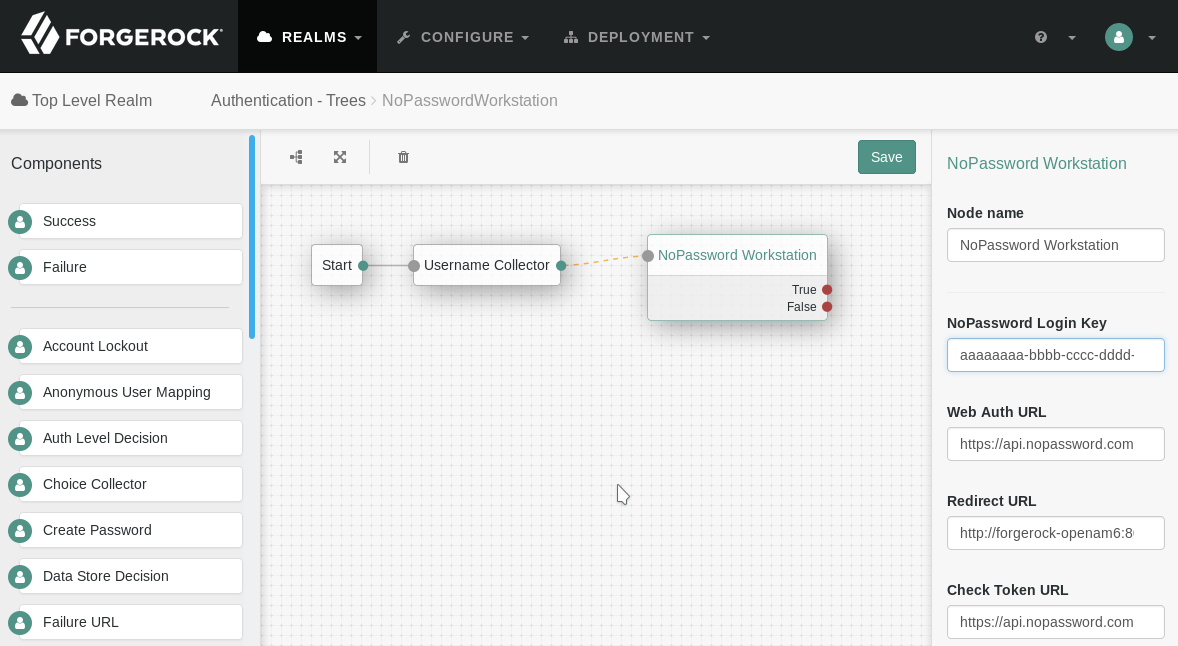 FORGEROCK
REALMS
CONFIGURE
DEPLOYMENT
Top Level Realm
Authentication - Trees
NoPasswordWorkstation
Components
Success
Failure
Account Lockout
Anonymous User Mapping
Auth Level Decision
Choice Collector
Create Password
Data Store Decision
Failure URL
Save
Start
Username Collector
NoPassword Workstation
True
False
NoPassword Workstation
Node name
NoPassword Workstation
NoPassword Login Key
aaaaaaaa-bbbb-cccc-dddd-
Web Auth URL
https://api.nopassword.com
Redirect URL
http://forgerock-openam6:8
Check Token URL
https://api.nopassword.com